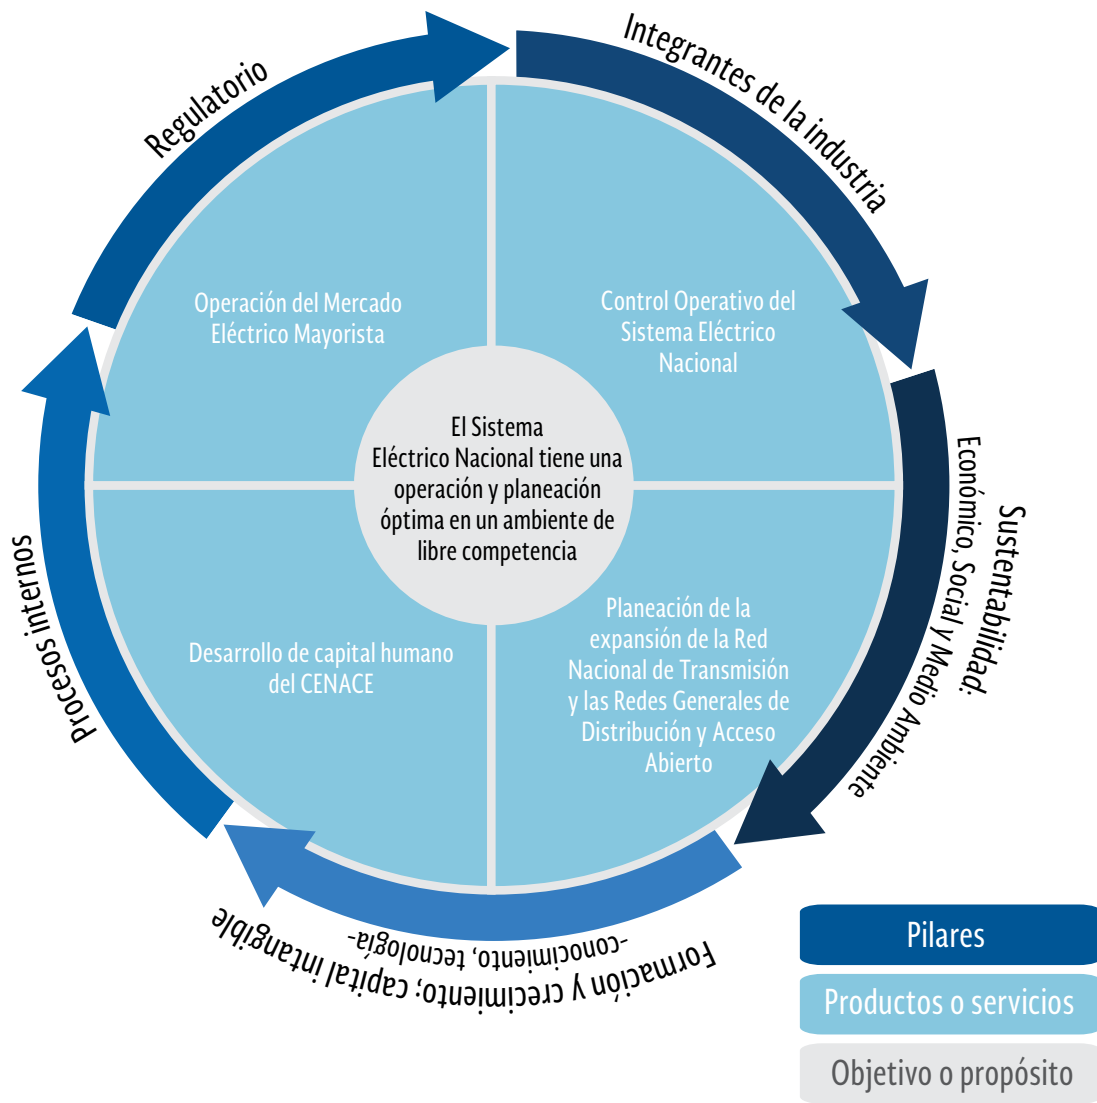 Regulatorio
Integrantes de la industria
Operación del Mercado
Eléctrico Mayorista
Control Operativo del
Sistema Eléctrico
Nacional
El Sistema
Eléctrico Nacional tiene una
operación y planeación
óptima en un ambiente de
libre competencia
Sustentabilidad:
Económico, Social y Medio Ambiente
Procesos internos
Desarrollo de capital humano
del CENACE
Planeación de la
expansión de la Red
Nacional de Transmisión
y las Redes Generales de
Distribución y Acceso
Abierto
Formación y crecimiento; capital intangible
-conocimiento, tecnología-
Pilares
Productos o servicios
Objetivo o propósito